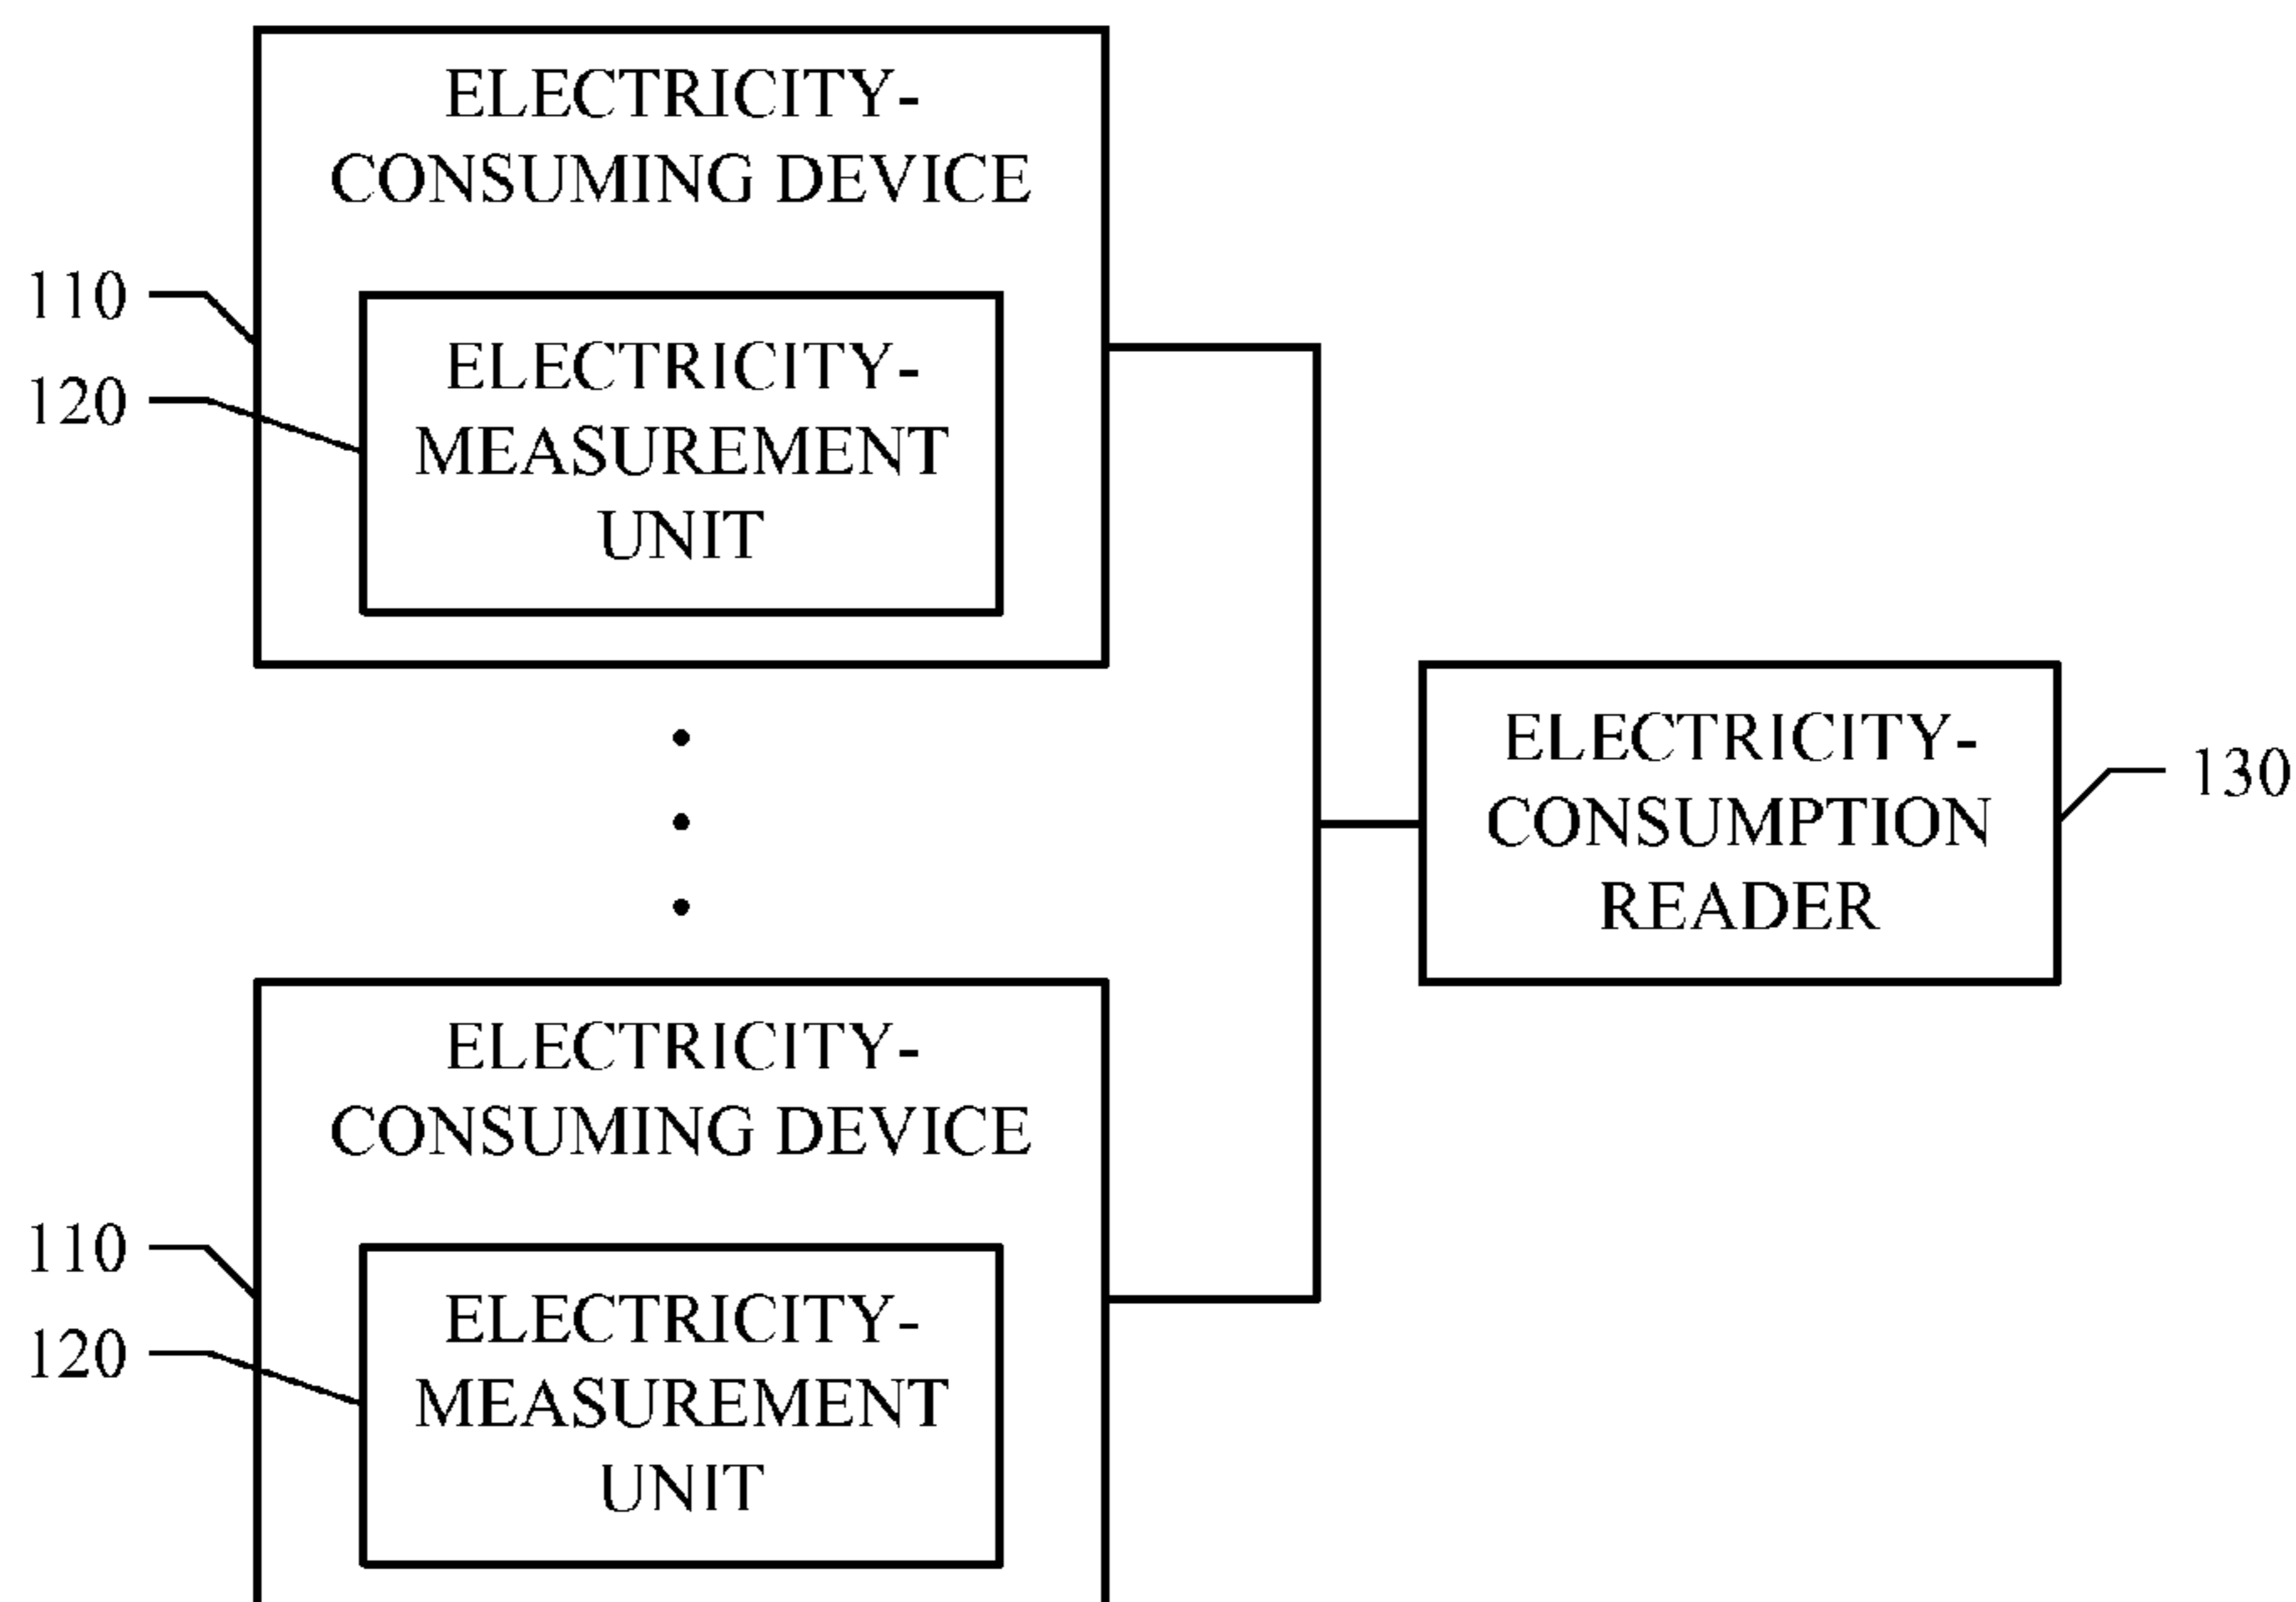 ELECTRICITY-
CONSUMING DEVICE
110
ELECTRICITY-
120
MEASUREMENT
UNIT
ELECTRICITY-
130
CONSUMPTION
READER
ELECTRICITY-
CONSUMING DEVICE
110
ELECTRICITY-
120
MEASUREMENT
UNIT